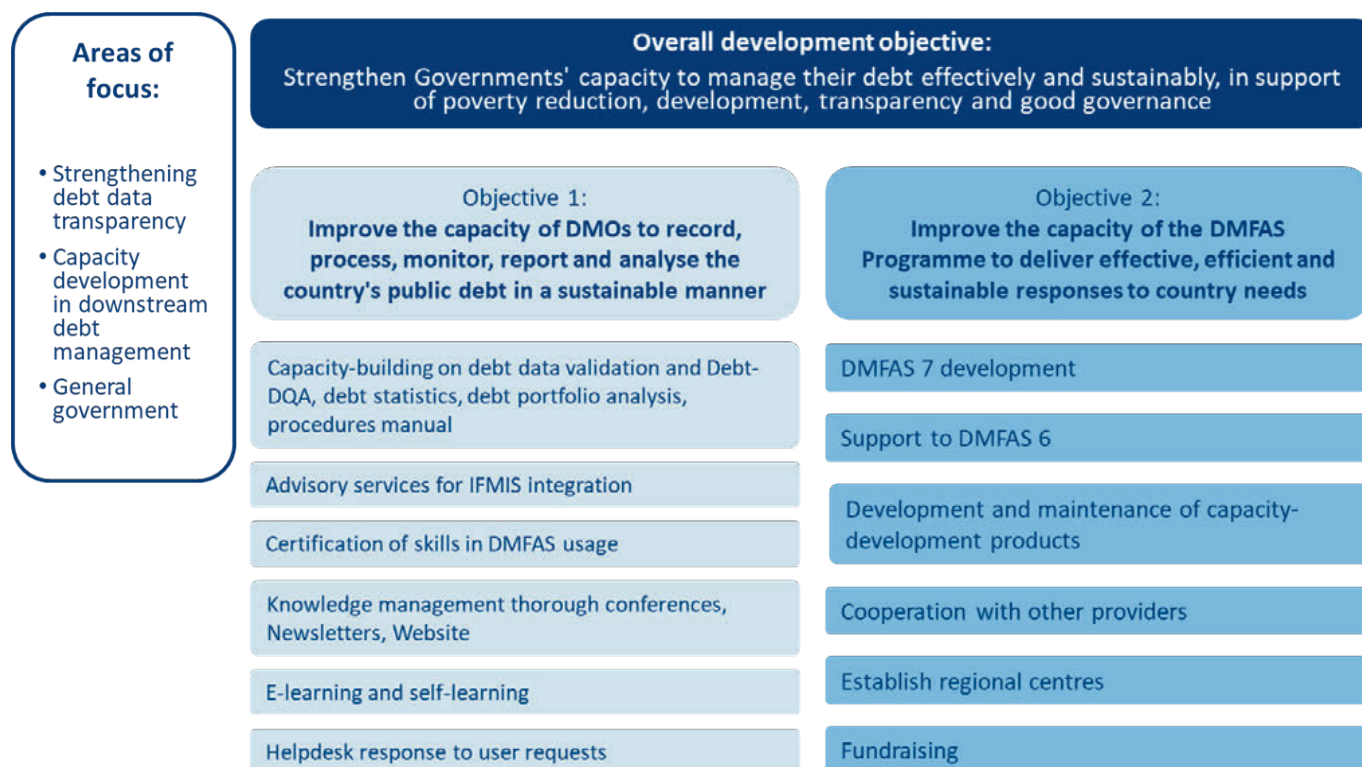 Areas of
focus:
• Strengthening
debt data
transparency
• Capacity
development
in downstream
debt
management
• General
government
Overall development objective:
Strengthen Governments' capacity to manage their debt effectively and sustainably, in support
of poverty reduction, development, transparency and good governance
Objective 1:
Improve the capacity of DMOs to record,
process, monitor, report and analyse the
country's public debt in a sustainable manner
Capacity-building on debt data validation and Debt-
DQA, debt statistics, debt portfolio analysis,
procedures manual
Advisory services for IFMIS integration
Certification of skills in DMFAS usage
Knowledge management thorough conferences,
Newsletters, Website
E-learning and self-learning
Helpdesk response to user requests
Objective 2:
Improve the capacity of the DMFAS
Programme to deliver effective, efficient and
sustainable responses to country needs
DMFAS 7 development
Support to DMFAS 6
Development and maintenance of capacity-
development products
Cooperation with other providers
Establish regional centres
Fundraising